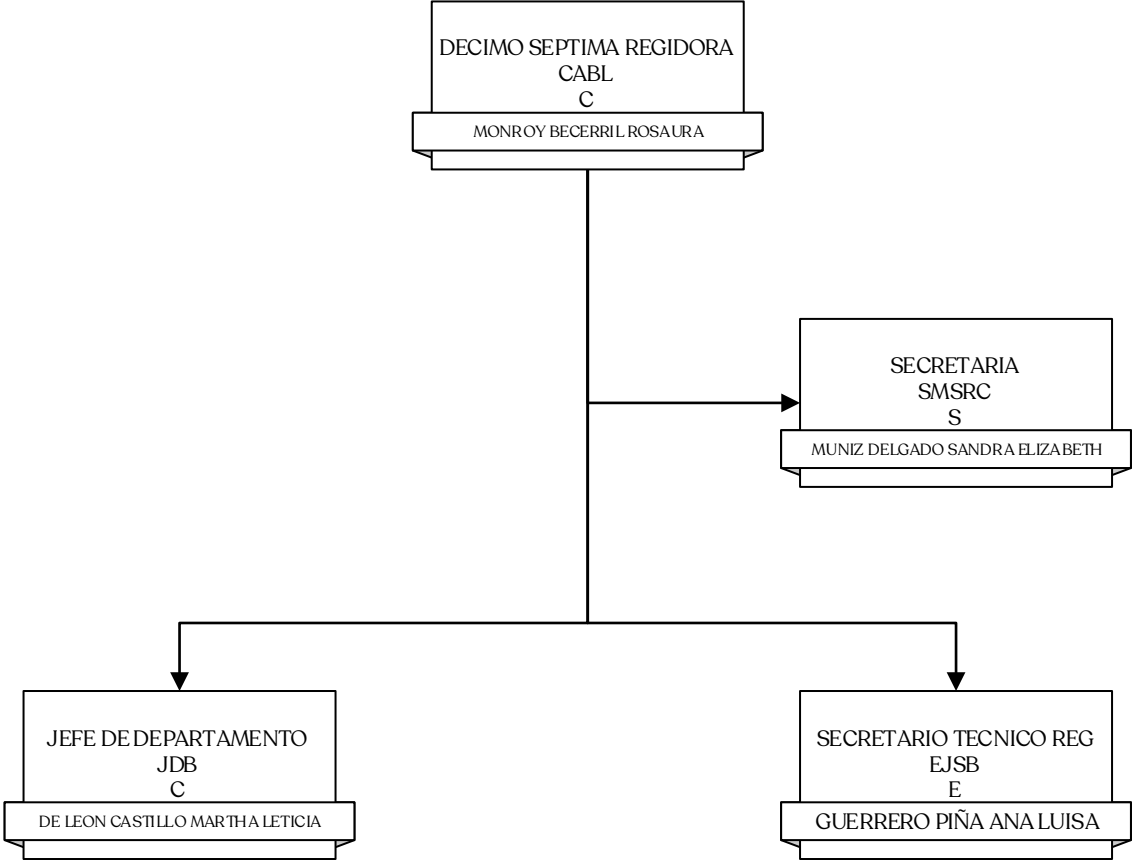 DECIMO SEPTIMA REGIDORA
CABL
C
MONROY BECERRIL ROSAURA
SECRETARIA
SMSRC
S
MUNIZ DELGADO SANDRA ELIZABETH
JEFE DE DEPARTAMENTO
JDB
C
DE LEON CASTILLO MARTHA LETICIA
SECRETARIO TECNICO REG
EJSB
E
GUERRERO PIÑA ANA LUISA